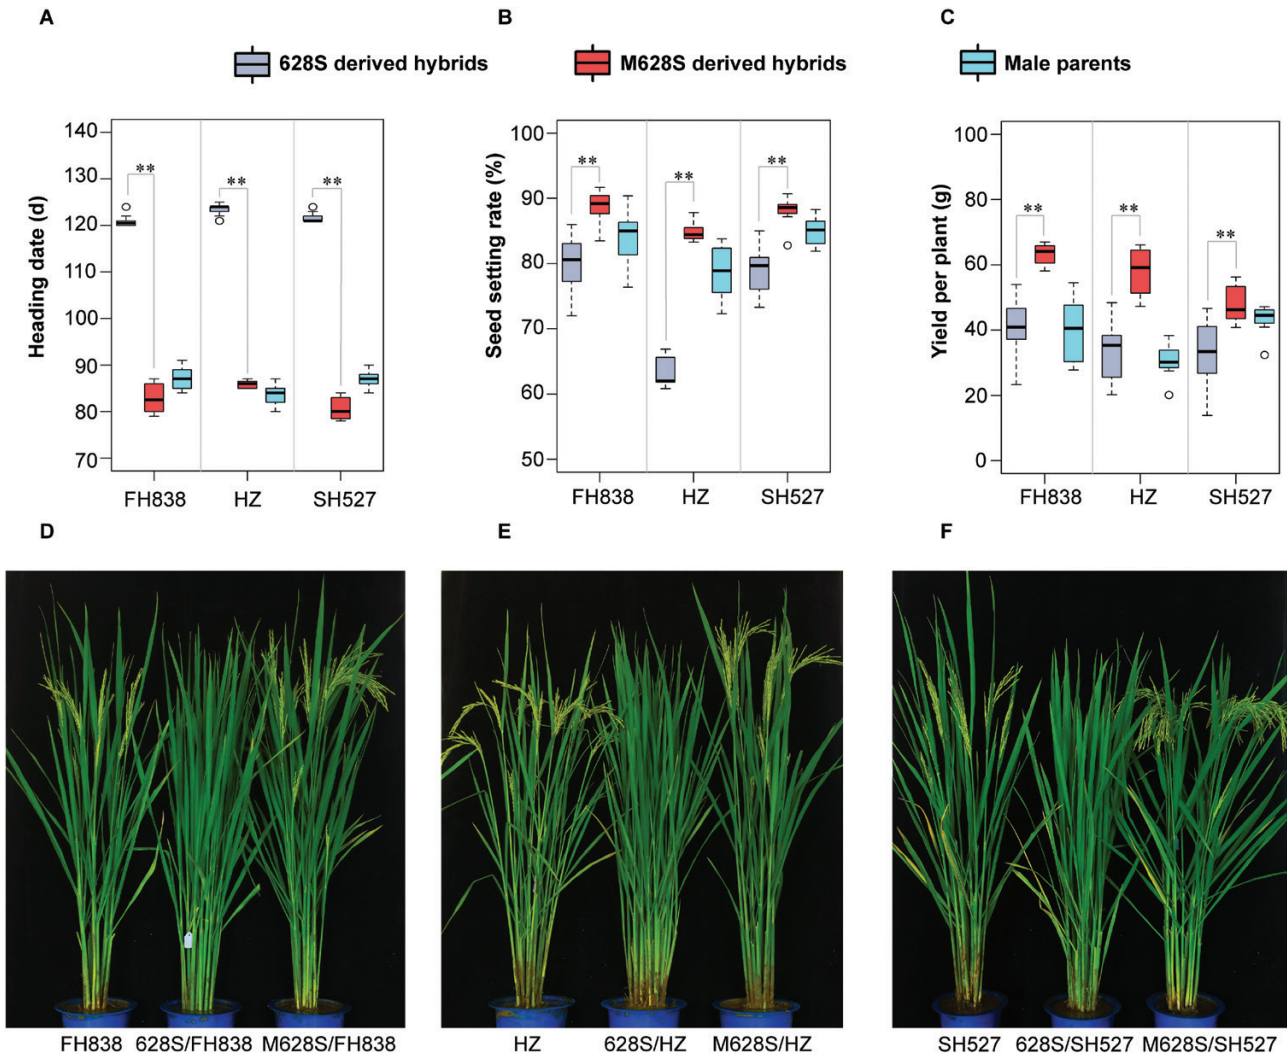 A
B
C
628S derived hybrids
M628S derived hybrids
Male parents
Heading date (d)
140
130
120
110
100
90
80
70
**
**
**
FH838
HZ
SH527
Seed setting rate (%)
100
90
80
70
60
50
**
**
**
FH838
HZ
SH527
Yield per plant (g)
100
80
60
40
20
0
**
**
**
FH838
HZ
SH527
D
E
F
FH838 628S/FH838 M628S/FH838
HZ 628S/HZ M628S/HZ
SH527 628S/SH527 M628S/SH527